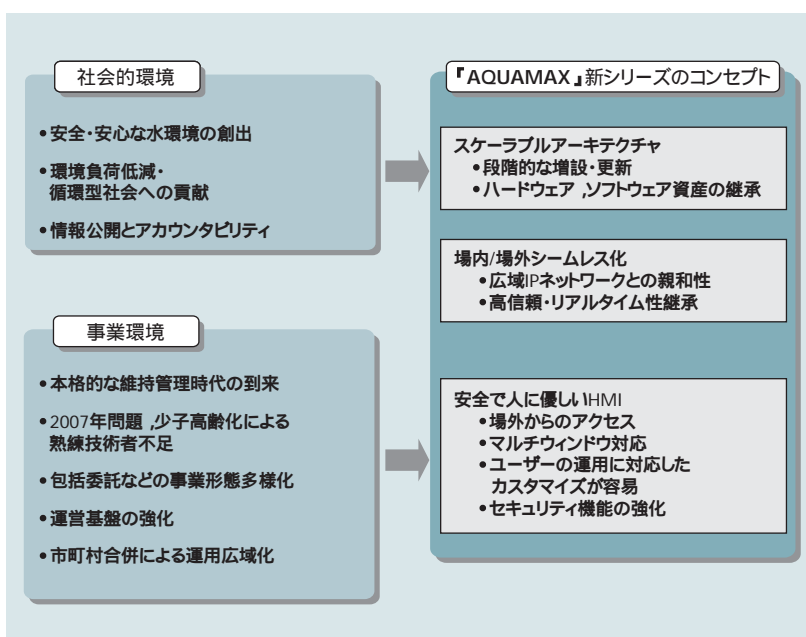 社会的環境
•安全・安心な水環境の創出
•環境負荷低減・
循環型社会への貢献
•情報公開とアカウンタビリティ
事業環境
•本格的な維持管理時代の到来
•2007年問題,少子高齢化による
熟練技術者不足
•包括委託などの事業形態多様化
•運営基盤の強化
•市町村合併による運用広域化
『AQUAMAX』新シリーズのコンセプト
スケーラブルアーキテクチャ
•段階的な増設・更新
•ハードウェア,ソフトウェア資産の継承
場内/場外シームレス化
•広域IPネットワークとの親和性
•高信頼・リアルタイム性継承
安全で人に優しいHMI
•場外からのアクセス
•マルチウィンドウ対応
•ユーザーの運用に対応した
カスタマイズが容易
•セキュリティ機能の強化